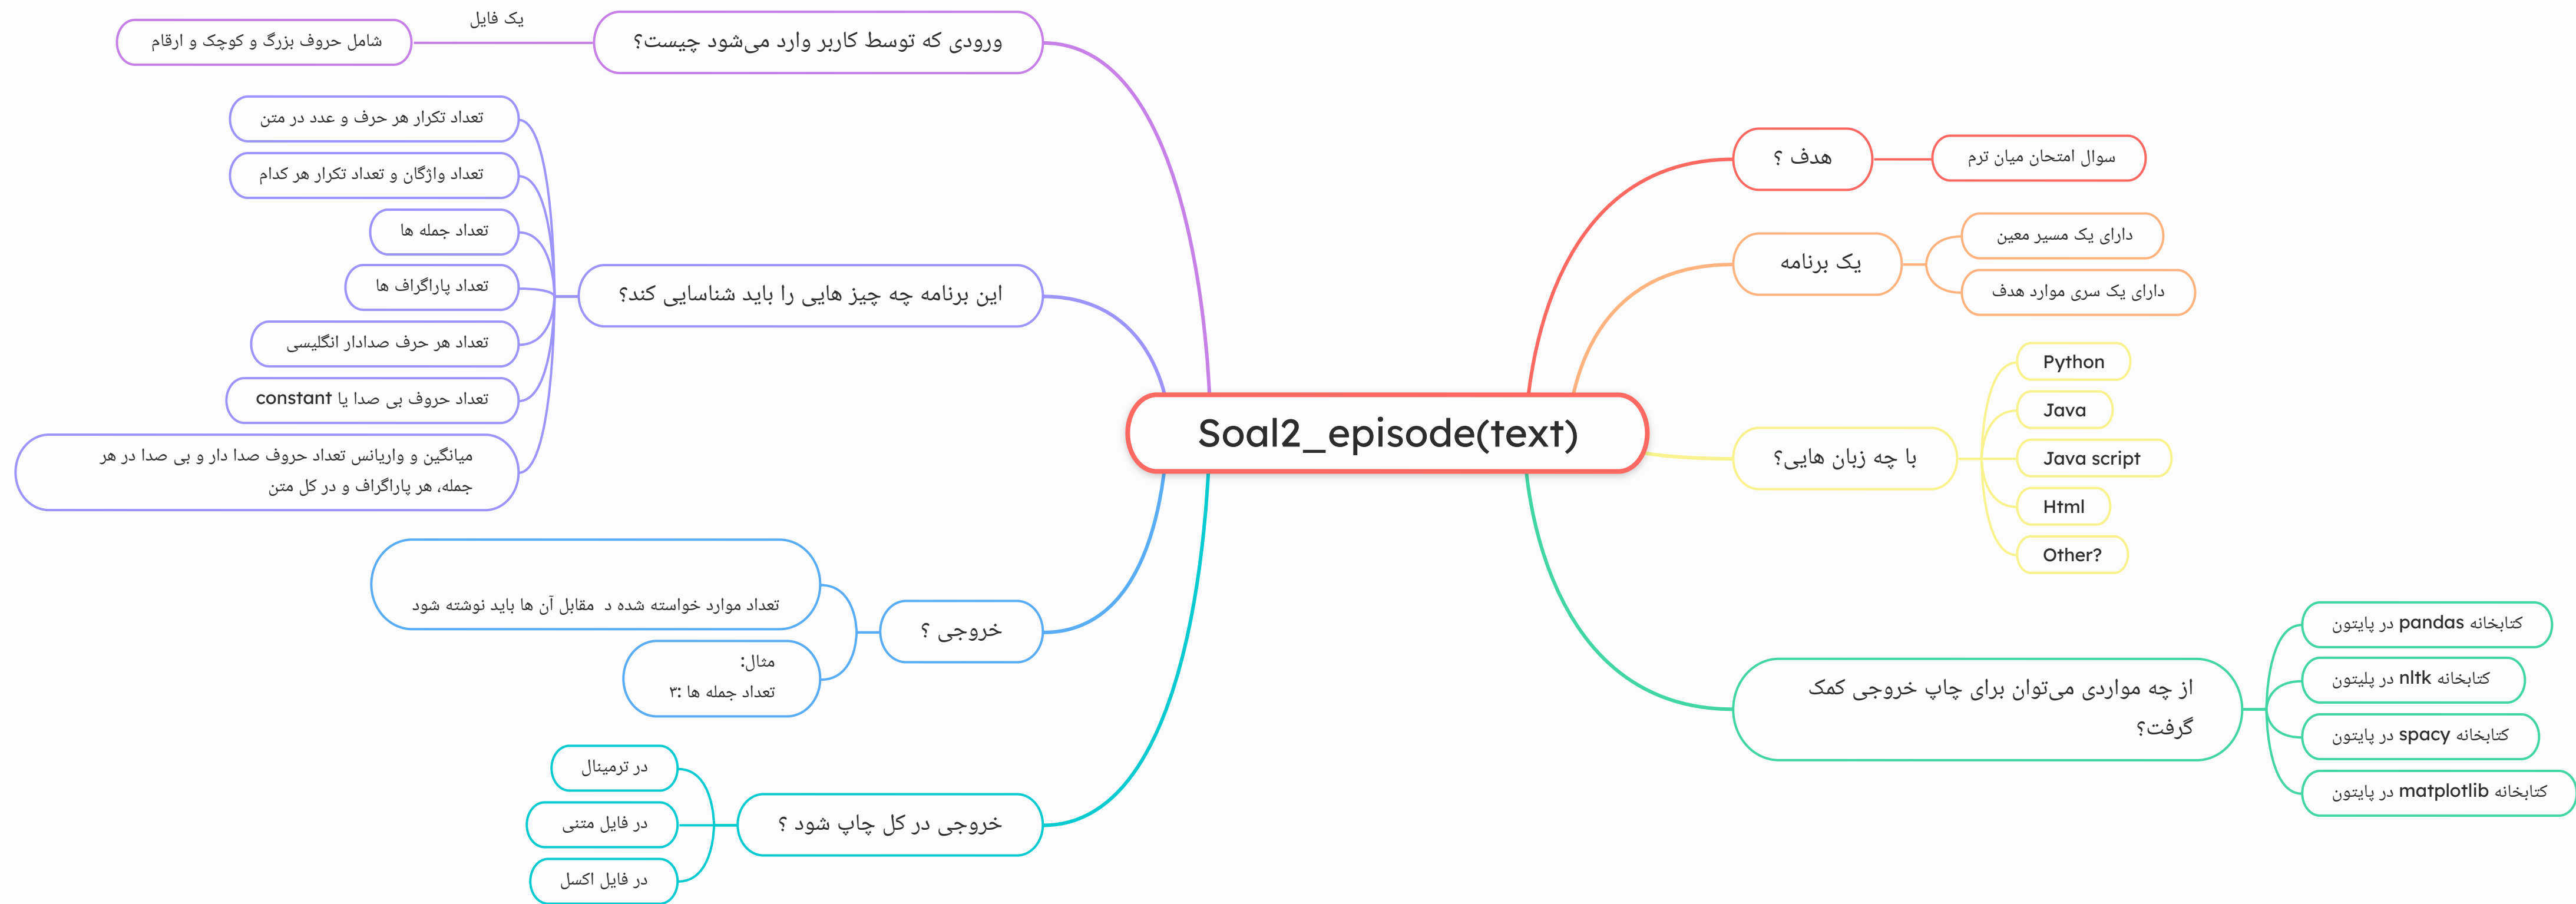 Soal2_episode(text)
هدف ؟
سوال امتحان میان ترم
یک برنامه
دارای یک مسیر معین
دارای یک سری موارد هدف
با چه زبان هایی؟
Python
Java
Java script
Html
Other?
از چه مواردی می‌توان برای چاپ خروجی کمک
گرفت؟
کتابخانه pandas در پایتون
کتابخانه nltk در پلیتون
کتابخانه spacy در پایتون
کتابخانه matplotlib در پایتون
ورودی که توسط کاربر وارد می‌شود چیست؟
یک فایل
شامل حروف بزرگ و کوچک و ارقام
این برنامه چه چیز هایی را باید شناسایی کند؟
تعداد تکرار هر حرف و عدد در متن
تعداد واژگان و تعداد تکرار هر کدام
تعداد جمله ها
تعداد پاراگراف ها
تعداد هر حرف صدادار انگلیسی
تعداد حروف بی صدا یا constant
میانگین و واریانس تعداد حروف صدا دار و بی صدا در هر
جمله، هر پاراگراف و در کل متن
خروجی ؟
تعداد موارد خواسته شده د  مقابل آن ها باید نوشته شود
مثال:
تعداد جمله ها :۳
خروجی در کل چاپ شود ؟
در ترمینال
در فایل متنی
در فایل اکسل